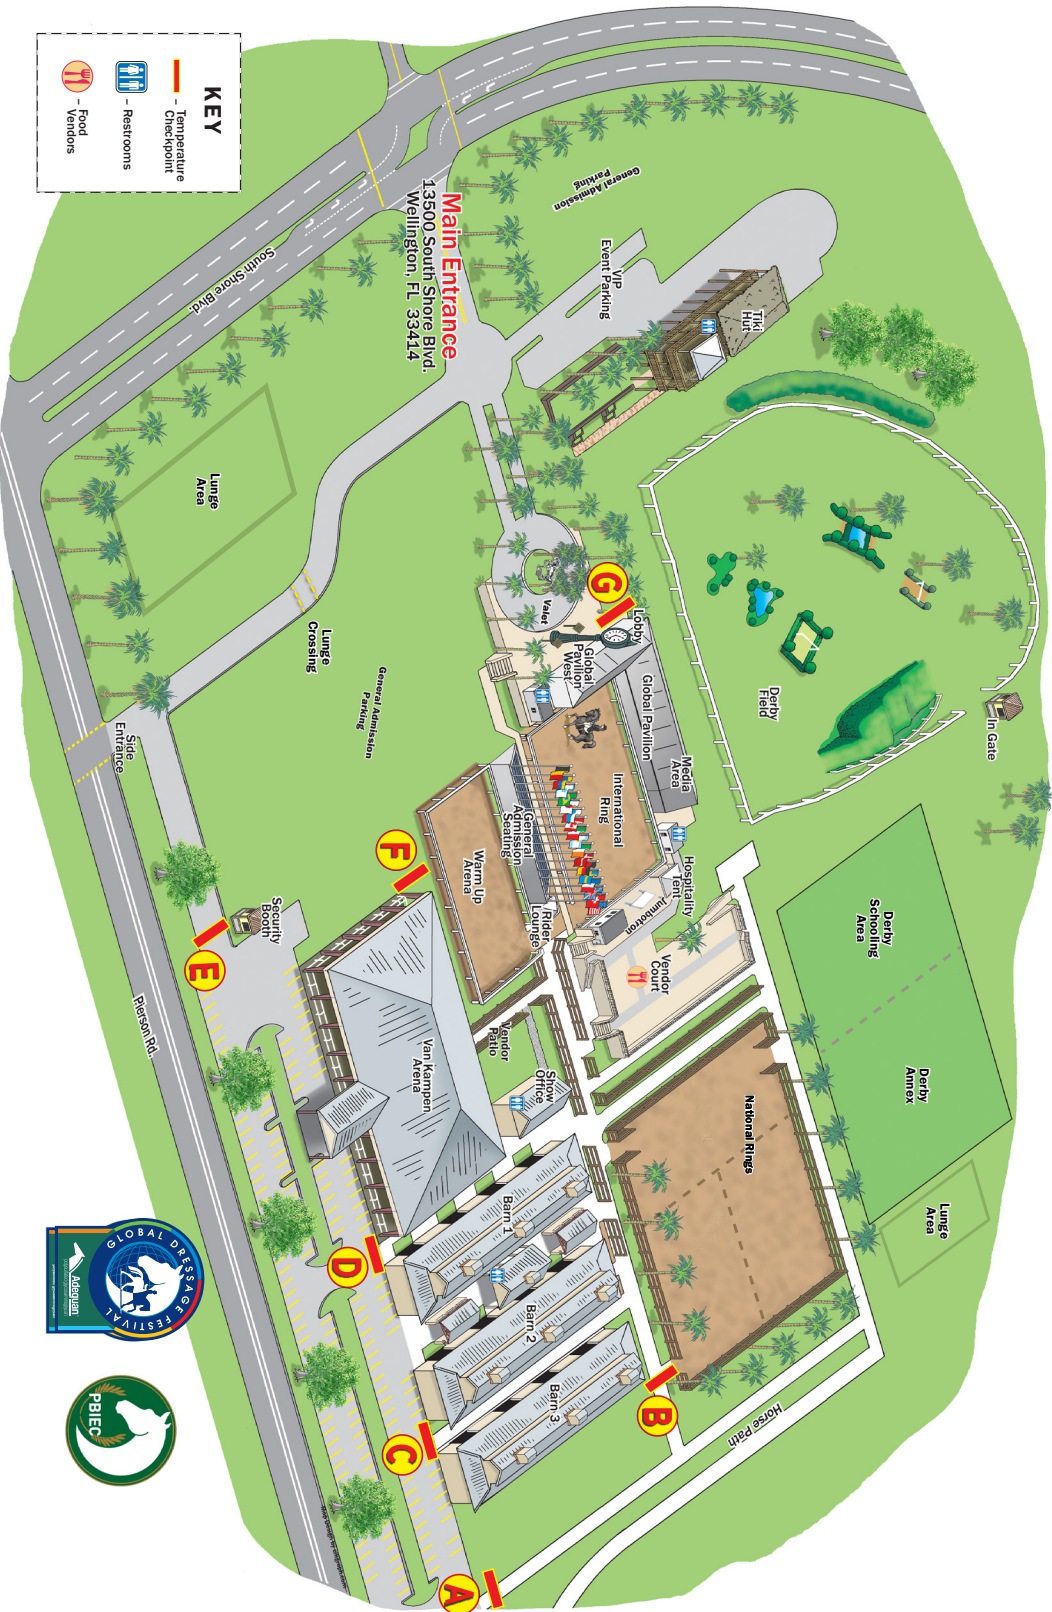 KEY
- Temperature
Checkpoint
- Restrooms
- Food
Vendors
Main Entrance
13500 South Shore Blvd.
Wellington, FL 33414
South Shore Blvd.
General Admission
Parking
VIP
Event Parking
Tiki
Hut
Lunge
Area
Lunge
Crossing
General Admission
Parking
Side
Entrance
Valet
G
Lobby
Global
Pavilion
West
Global Pavilion
Media
Area
International
Ring
Derby
Field
In Gate
General
Admission
Seating
Warm Up
Arena
F
Hospitality
Tent
Jumbotron
Rider
Lounge
Vendor
Court
Derby
Schooling
Area
Derby
Annex
Lunge
Area
Security
Booth
E
Pierson Rd.
Van Kampen
Arena
Vendor
Patio
Show
Office
National Rings
Barn 1
Barn 2
Barn 3
D
C
B
A
Horse Path
GLOBAL DRESSAGE FESTIVAL
Adequan
PBIEC